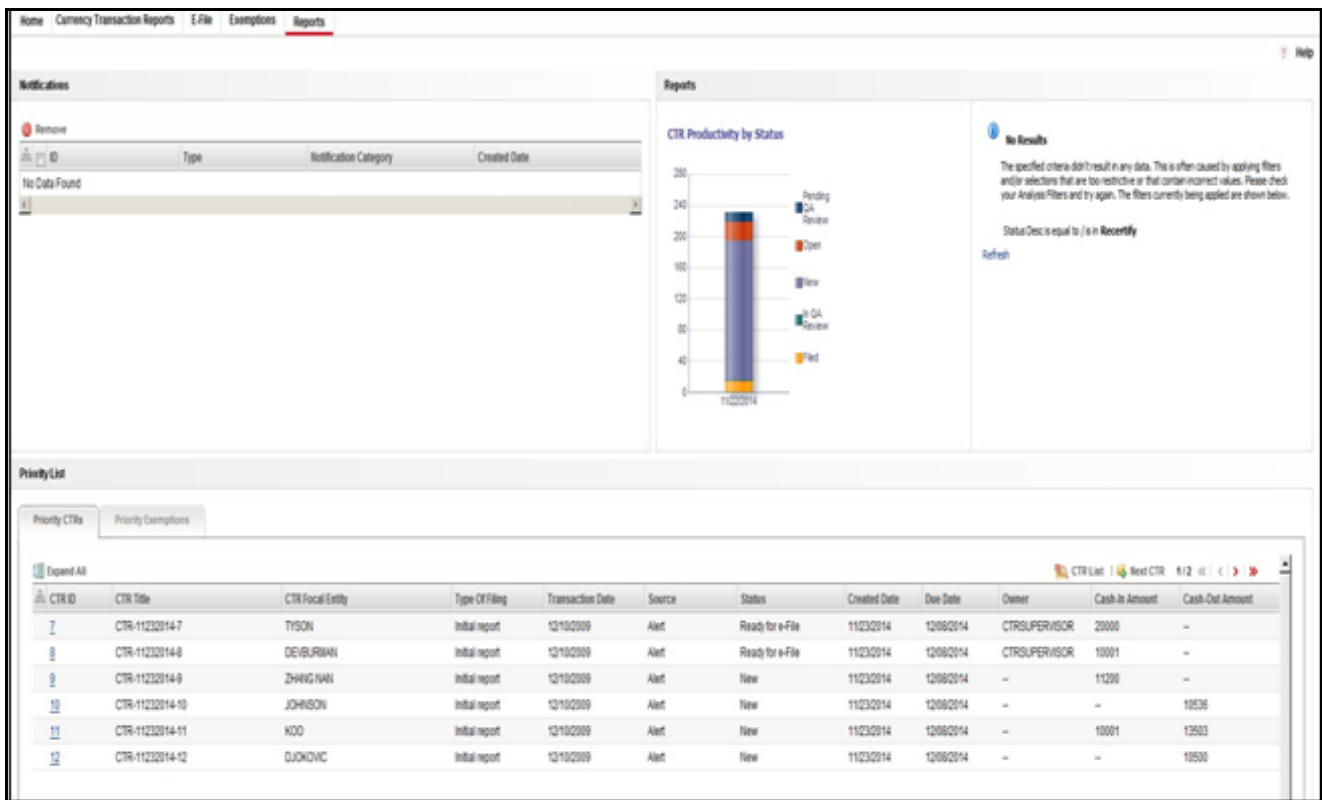 Home Currency Transaction Reports E-File Exemptions Reports
? Help
Notifications
Remove
ID Type Notification Category Created Date
No Data Found
Reports
CTR Productivity by Status
280
240
200
160
120
80
40
0
11/22/2014
Pending QA Review
Open
New
In QA Review
Filed
No Results
The specified criteria didn't result in any data. This is often caused by applying filters
and/or selections that are too restrictive or that contain incorrect values. Please check
your Analysis Filters and try again. The filters currently being applied are shown below.
Status Desc is equal to / is in Recertify
Refresh
Priority List
Priority CTRs Priority Exemptions
Expand All
CTR List | Next CTR 1/2
CTR ID CTR Title CTR Focal Entity Type Of Filing Transaction Date Source Status Created Date Due Date Owner Cash-In Amount Cash-Out Amount
7 CTR-11232014-7 TYSON Initial report 12/10/2009 Alert Ready for e-File 11/23/2014 12/08/2014 CTRSUPERVISOR 20000 --
8 CTR-11232014-8 DEVBURMAN Initial report 12/10/2009 Alert Ready for e-File 11/23/2014 12/08/2014 CTRSUPERVISOR 10001 --
9 CTR-11232014-9 ZHANG NAN Initial report 12/10/2009 Alert New 11/23/2014 12/08/2014 -- 11200 --
10 CTR-11232014-10 JOHNSON Initial report 12/10/2009 Alert New 11/23/2014 12/08/2014 -- -- 10536
11 CTR-11232014-11 KOO Initial report 12/10/2009 Alert New 11/23/2014 12/08/2014 -- 10001 13503
12 CTR-11232014-12 DJOKOVIC Initial report 12/10/2009 Alert New 11/23/2014 12/08/2014 -- -- 10500